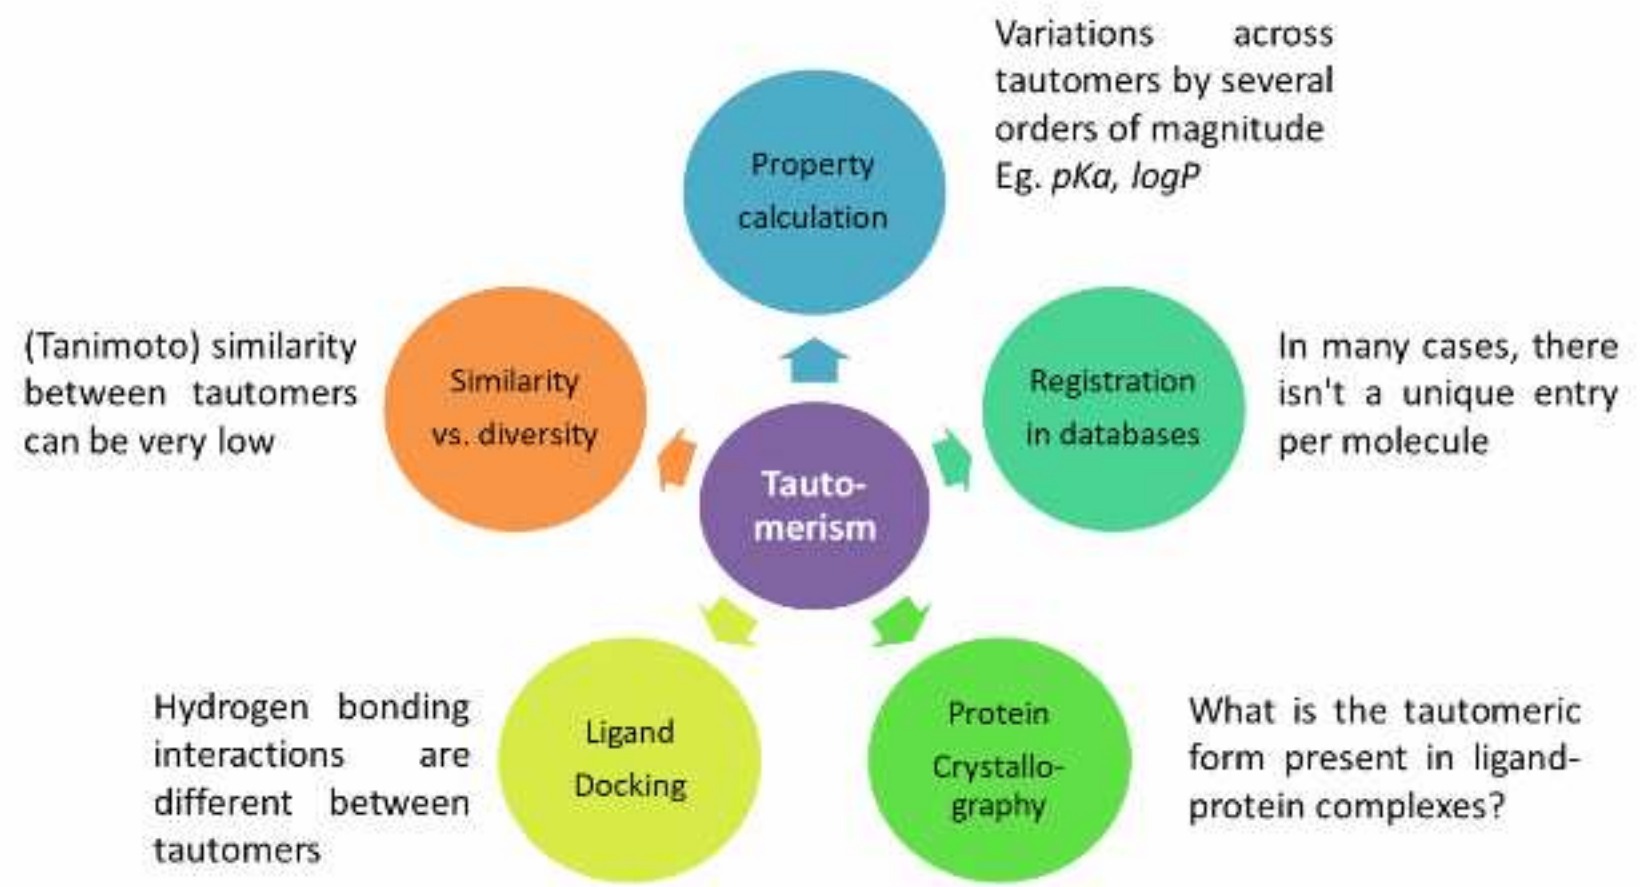 Variations across
tautomers by several
orders of magnitude
Eg. pKa, logP
Property
calculation
(Tanimoto) similarity
between tautomers
can be very low
Similarity
vs. diversity
Registration
in databases
In many cases, there
isn't a unique entry
per molecule
Tauto-
merism
Hydrogen bonding
interactions are
different between
tautomers
Ligand
Docking
Protein
Crystallo-
graphy
What is the tautomeric
form present in ligand-
protein complexes?